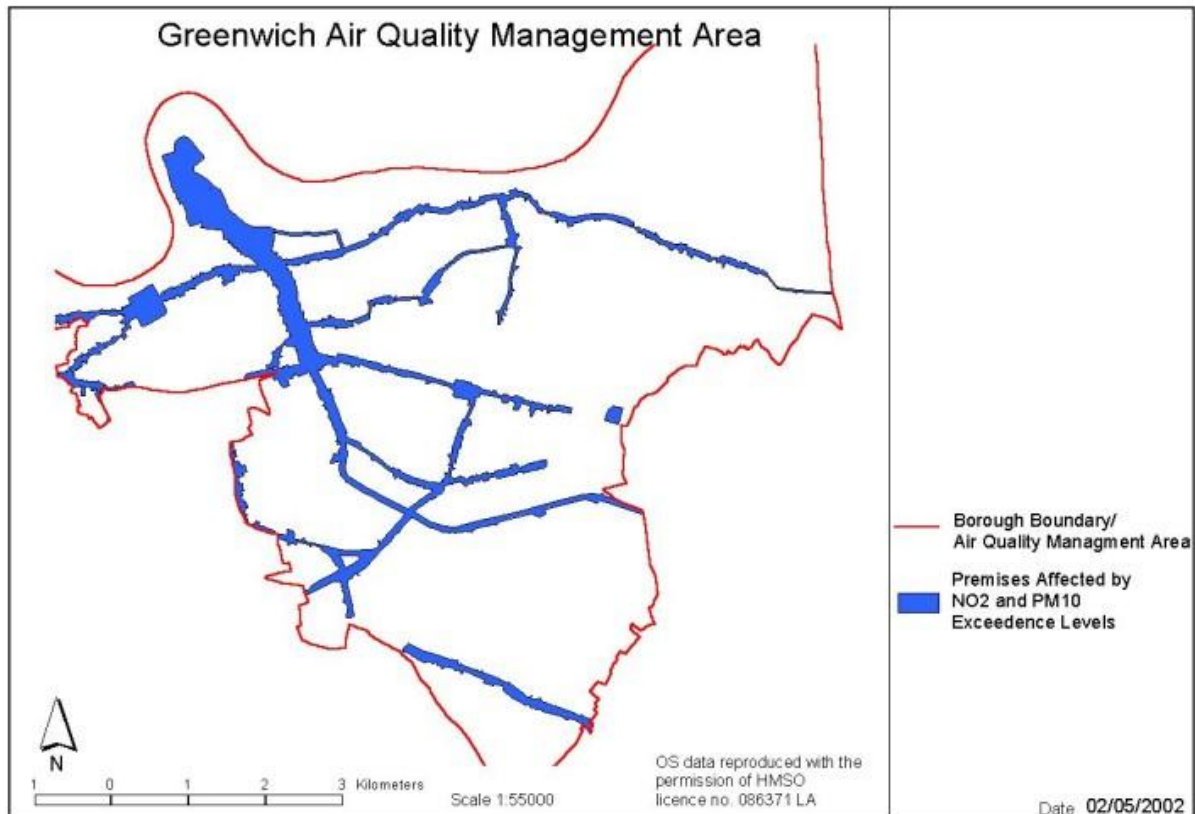 Greenwich Air Quality Management Area
Borough Boundary/
Air Quality Managment Area
Premises Affected by
NO2 and PM10
Exceedence Levels
N
1 0 1 2 3 Kilometers
Scale 1:55000
OS data reproduced with the
permission of HMSO
licence no. 086371 LA
Date 02/05/2002